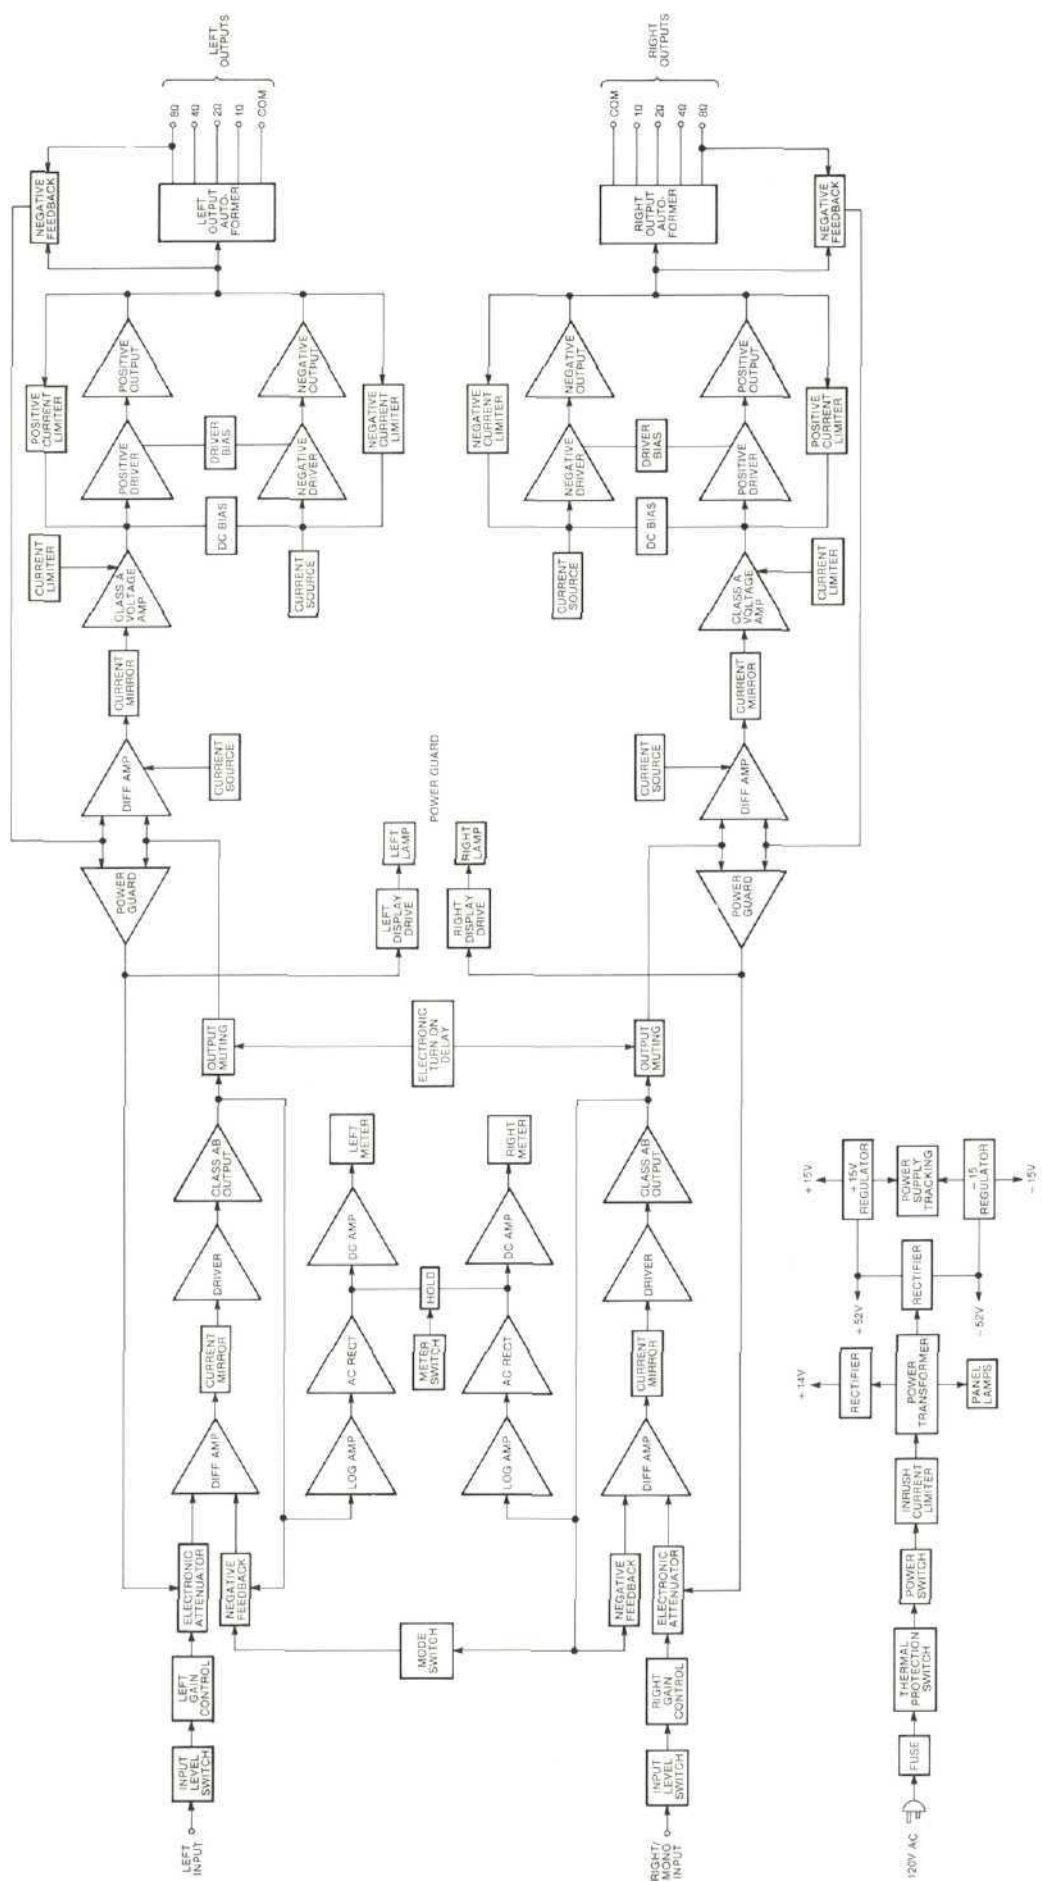 LEFT
INPUT
INPUT
LEVEL
SWITCH
LEFT
GAIN
CONTROL
ELECTRONIC
ATTENUATOR
NEGATIVE
FEEDBACK
DIFF AMP
CURRENT
MIRROR
DRIVER
CLASS AB
OUTPUT
OUTPUT
MUTING
POWER
GUARD
DIFF AMP
CURRENT
SOURCE
CURRENT
MIRROR
CLASS A
VOLTAGE
AMP
CURRENT
LIMITER
POSITIVE
CURRENT
LIMITER
POSITIVE
DRIVER
POSITIVE OUTPUT
DC BIAS
DRIVER
BIAS
CURRENT
SOURCE
NEGATIVE
DRIVER
NEGATIVE
OUTPUT
NEGATIVE
CURRENT
LIMITER
NEGATIVE
FEEDBACK
LEFT
OUTPUT
AUTO-
FORMER
8Ω
4Ω
2Ω
1Ω
COM
LEFT
OUTPUTS
LOG AMP
AC RECT
DC AMP
LEFT
METER
METER
SWITCH
HOLD
LOG AMP
AC RECT
DC AMP
RIGHT
METER
ELECTRONIC
TURN ON
DELAY
LEFT
DISPLAY
DRIVE
LEFT
LAMP
POWER GUARD
RIGHT
DISPLAY
DRIVE
RIGHT
LAMP
MODE
SWITCH
RIGHT/
MONO
INPUT
INPUT
LEVEL
SWITCH
RIGHT
GAIN
CONTROL
NEGATIVE
FEEDBACK
ELECTRONIC
ATTENUATOR
DIFF AMP
CURRENT
MIRROR
DRIVER
CLASS AB
OUTPUT
OUTPUT
MUTING
POWER
GUARD
CURRENT
SOURCE
DIFF AMP
CURRENT
MIRROR
CLASS A
VOLTAGE
AMP
CURRENT
LIMITER
CURRENT
SOURCE
NEGATIVE
CURRENT
LIMITER
NEGATIVE
DRIVER
NEGATIVE
OUTPUT
DC BIAS
DRIVER
BIAS
POSITIVE
DRIVER
POSITIVE OUTPUT
POSITIVE
CURRENT
LIMITER
RIGHT
OUTPUT
AUTO-
FORMER
NEGATIVE
FEEDBACK
COM
1Ω
2Ω
4Ω
8Ω
RIGHT
OUTPUTS
120V AC
FUSE
THERMAL
PROTECTION
SWITCH
POWER
SWITCH
INRUSH
CURRENT
LIMITER
POWER
TRANSFORMER
+14V
RECTIFIER
PANEL
LAMPS
RECTIFIER
+52V
-52V
+15V
+15V
REGULATOR
POWER
SUPPLY
TRACKING
-15
REGULATOR
-15V